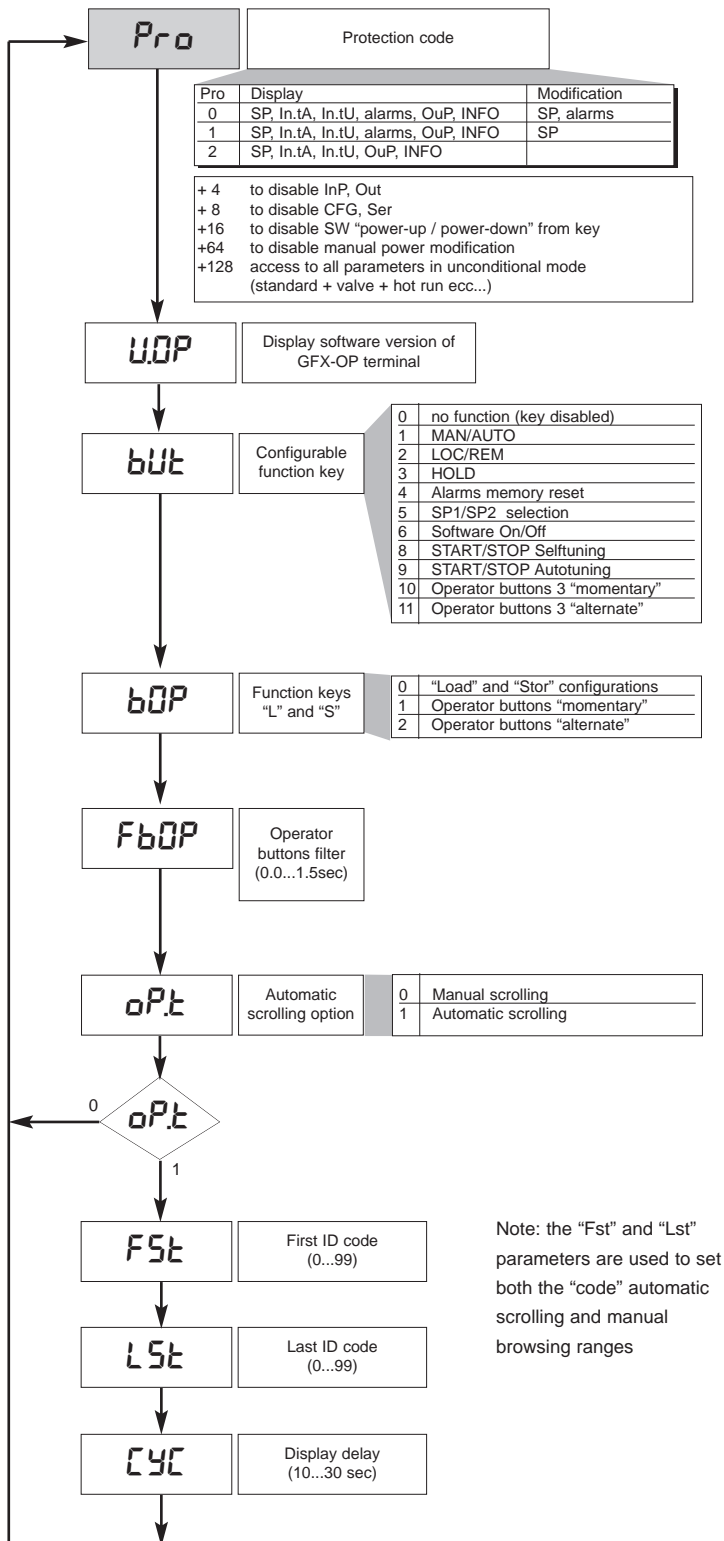 Pro
Protection code
Pro Display Modification
0 SP, In.tA, In.tU, alarms, OuP, INFO SP, alarms
1 SP, In.tA, In.tU, alarms, OuP, INFO SP
2 SP, In.tA, In.tU, OuP, INFO
+ 4 to disable InP, Out
+ 8 to disable CFG, Ser
+16 to disable SW “power-up / power-down” from key
+64 to disable manual power modification
+128 access to all parameters in unconditional mode
(standard + valve + hot run ecc...)
U.OP
Display software version of
GFX-OP terminal
bUt
Configurable
function key
0 no function (key disabled)
1 MAN/AUTO
2 LOC/REM
3 HOLD
4 Alarms memory reset
5 SP1/SP2 selection
6 Software On/Off
8 START/STOP Selftuning
9 START/STOP Autotuning
10 Operator buttons 3 “momentary”
11 Operator buttons 3 “alternate”
bOP
Function keys
“L” and “S”
0 “Load” and “Stor” configurations
1 Operator buttons “momentary”
2 Operator buttons “alternate”
FbOP
Operator
buttons filter
(0.0...1.5sec)
oP.t
Automatic
scrolling option
0 Manual scrolling
1 Automatic scrolling
0
oP.t
1
FSt
First ID code
(0...99)
Note: the “Fst” and “Lst”
parameters are used to set
both the “code” automatic
scrolling and manual
browsing ranges
LSt
Last ID code
(0...99)
CYC
Display delay
(10...30 sec)